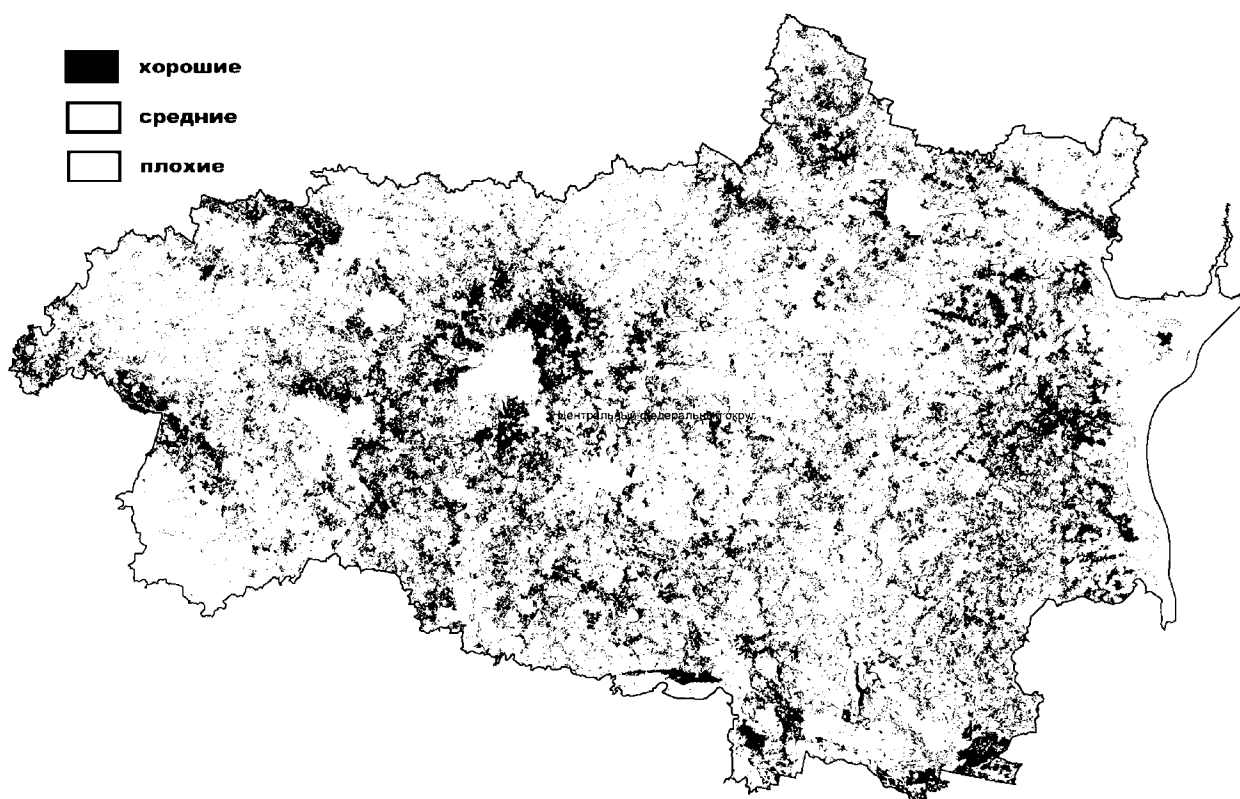 хорошие
средние
плохие
Центральный федеральный округ